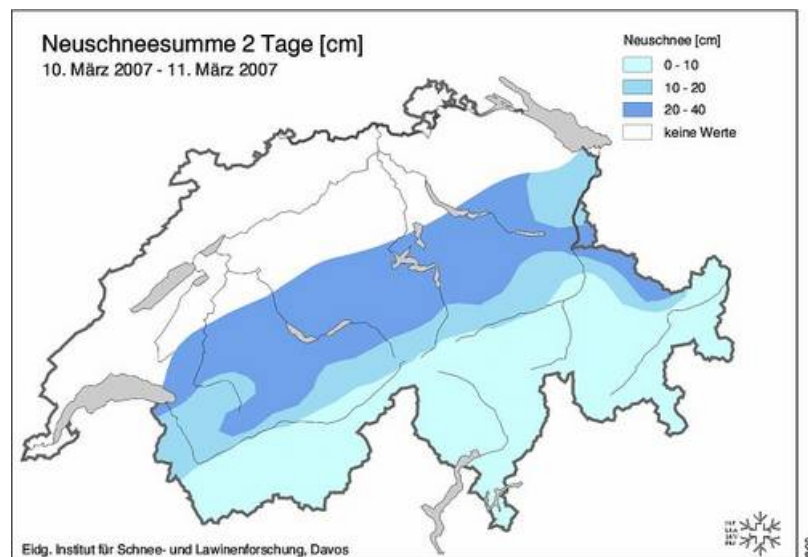 Neuschneesumme 2 Tage [cm]
10. März 2007 - 11. März 2007
Neuschnee [cm]
0 - 10
10 - 20
20 - 40
keine Werte
Eidg. Institut für Schnee- und Lawinenforschung, Davos